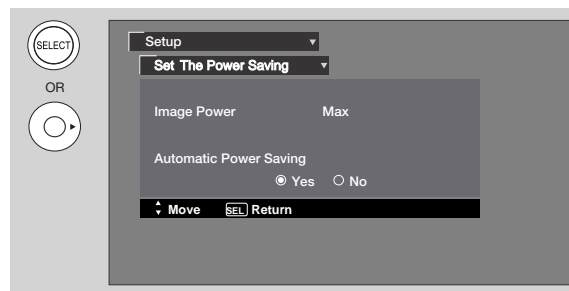 SELECT
OR
Setup
Set The Power Saving
Image Power Max
Automatic Power Saving
Yes No
Move SEL Return